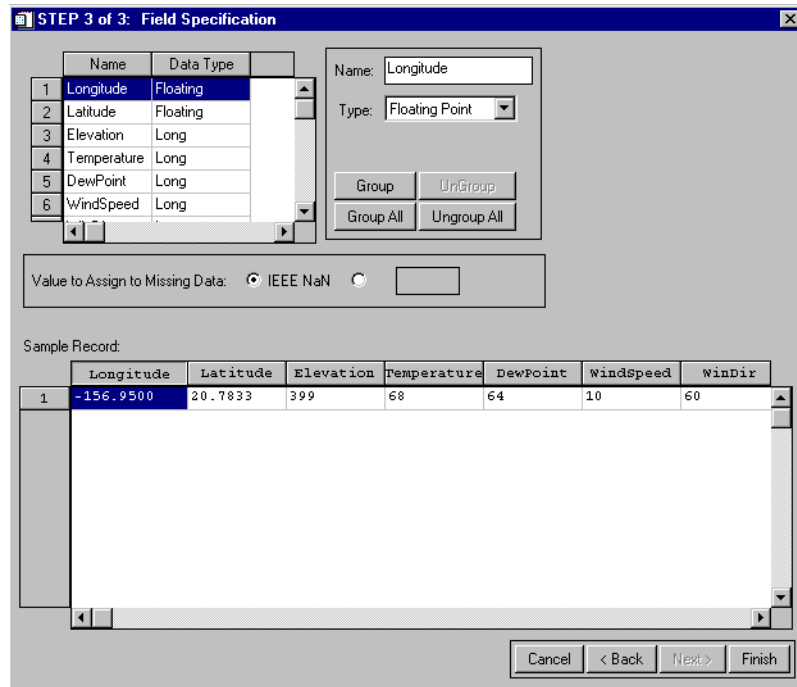 STEP 3 of 3: Field Specification
Name Data Type
1 Longitude Floating
2 Latitude Floating
3 Elevation Long
4 Temperature Long
5 DewPoint Long
6 WindSpeed Long
Name: Longitude
Type: Floating Point
Group UnGroup
Group All Ungroup All
Value to Assign to Missing Data: IEEE NaN
Sample Record:
Longitude Latitude Elevation Temperature DewPoint WindSpeed WinDir
1 -156.9500 20.7833 399 68 64 10 60
Cancel < Back Next > Finish